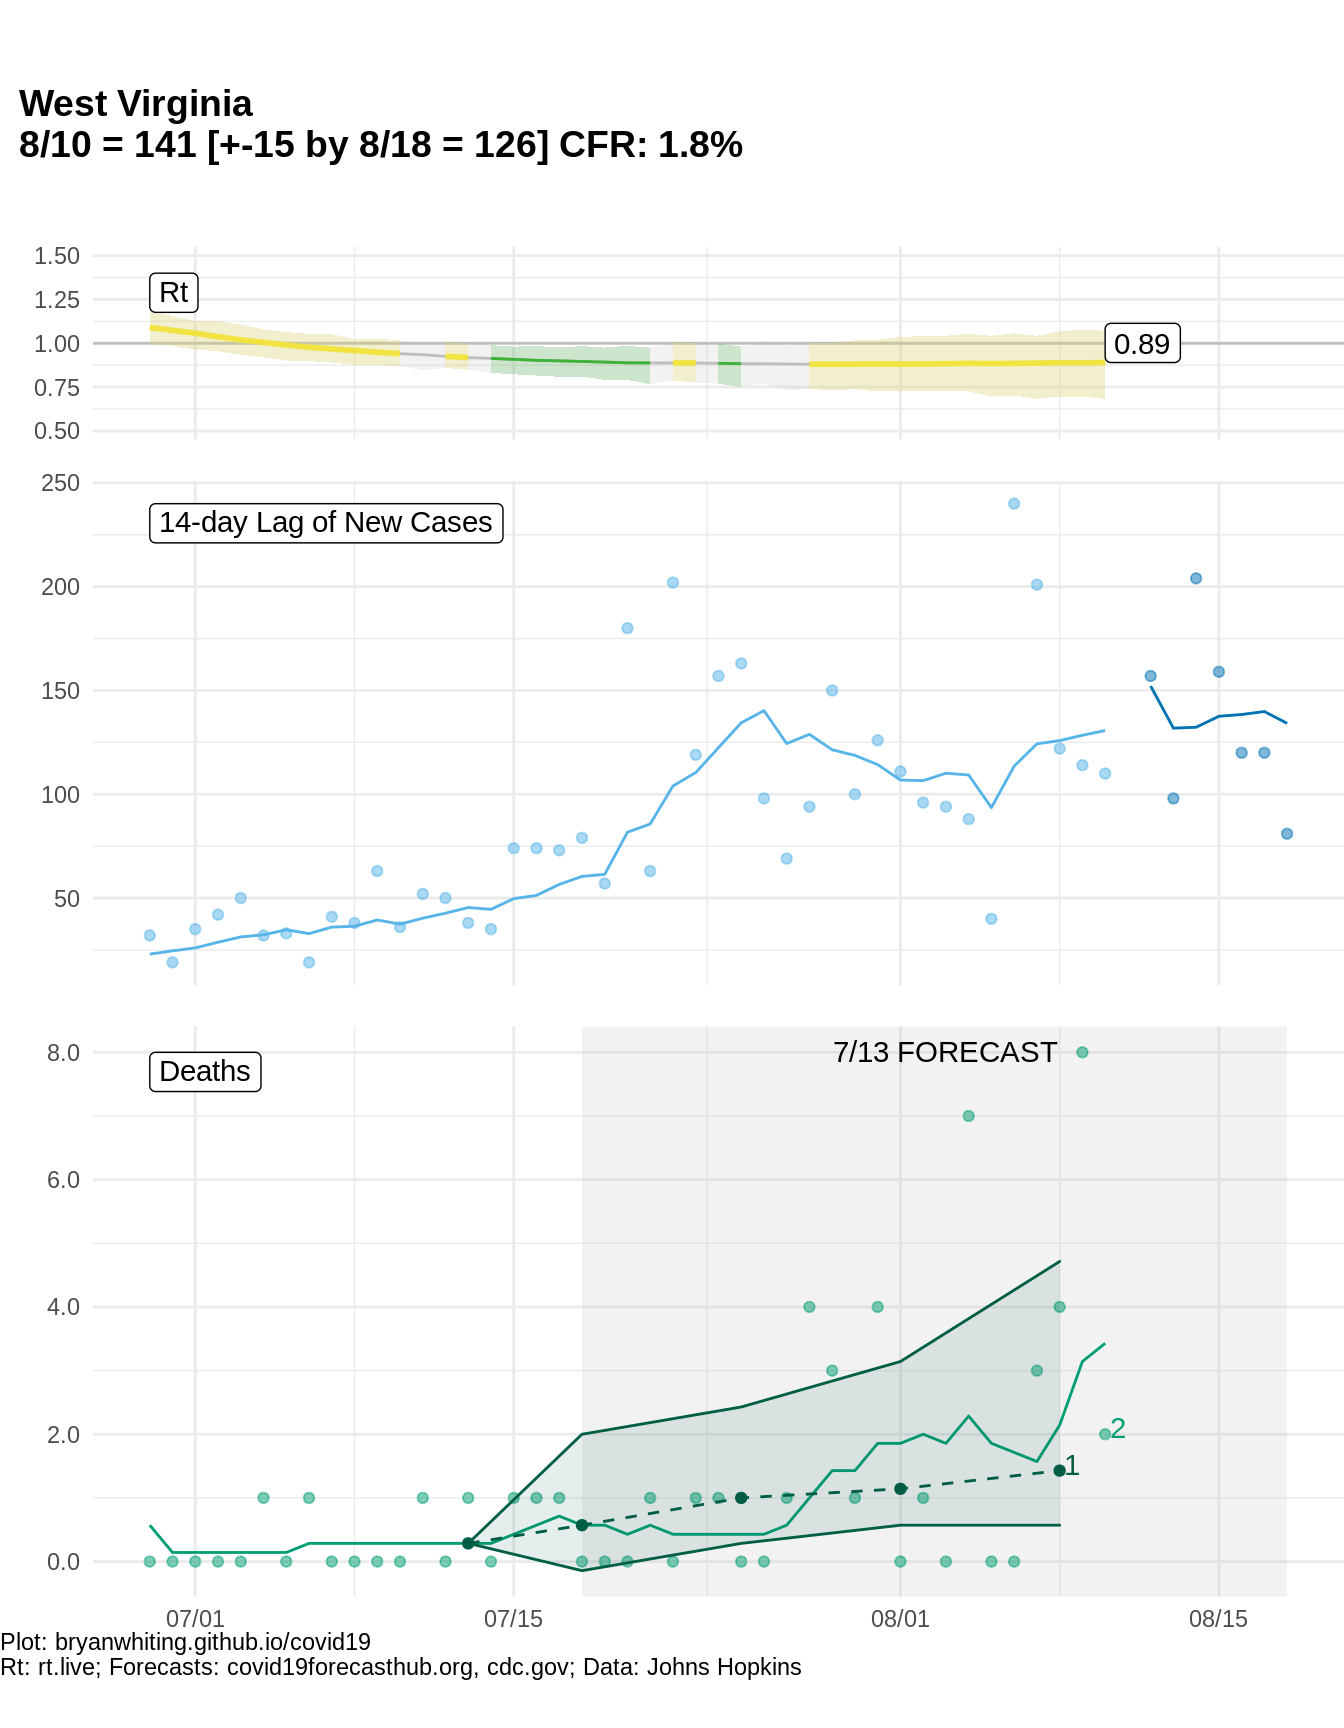 West Virginia
8/10 = 141 [+-15 by 8/18 = 126] CFR: 1.8%
1.50
Rt
1.25
1.00
0.89
0.75
0.50
250
14-day Lag of New Cases
200
150
100
50
8.0
7/13 FORECAST
Deaths
6.0
4.0
2.0
2
1
0.0
07/01 07/15 08/01 08/15
Plot: bryanwhiting.github.io/covid19
Rt: rt.live; Forecasts: covid19forecasthub.org, cdc.gov; Data: Johns Hopkins